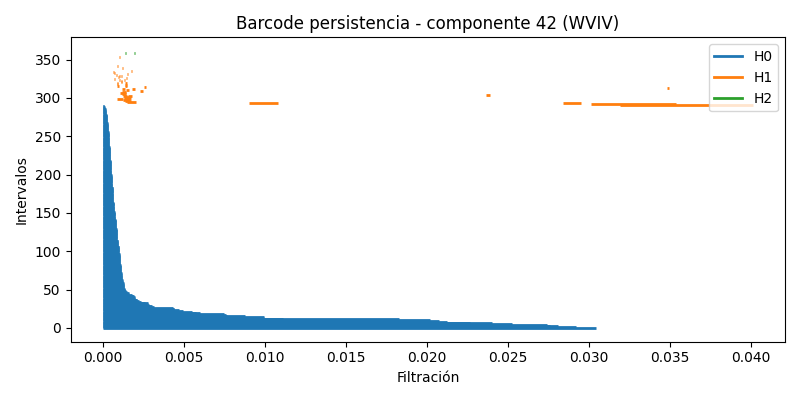 Barcode persistencia - componente 42 (WVIV)
Intervalos
350
300
250
200
150
100
50
0
H0
H1
H2
0.000 0.005 0.010 0.015 0.020 0.025 0.030 0.035 0.040
Filtración